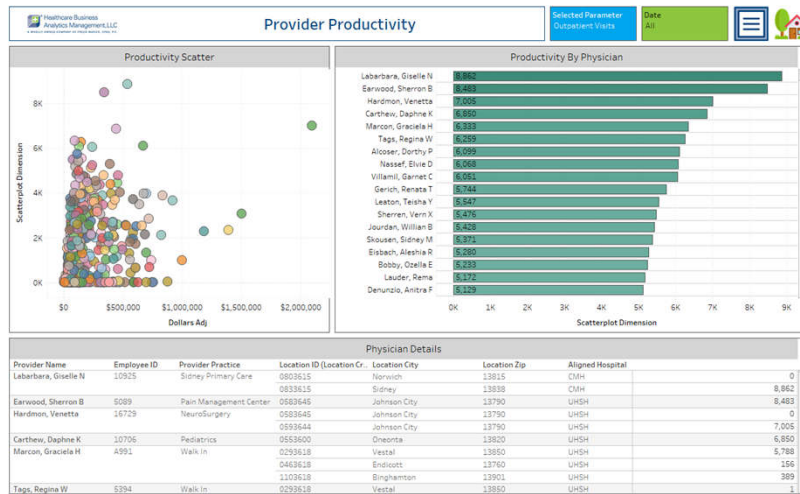 Healthcare Business
Analytics Management, LLC
Provider Productivity
Selected Parameter
Outpatient Visits
Date
All
Productivity Scatter
Productivity By Physician
Scatterplot Dimension
8K
6K
4K
2K
0K
$0 $500,000 $1,000,000 $1,500,000 $2,000,000
Dollars Adj
Labarbara, Giselle N 8,862
Earwood, Sherron B 8,483
Hardmon, Venetta 7,005
Carthew, Daphne K 6,850
Marcon, Graciela H 6,333
Tags, Regina W 6,259
Alcoser, Dorthy P 6,099
Nassef, Elvie D 6,068
Villamil, Garnet C 6,051
Gerich, Renata T 5,744
Leaton, Teisha Y 5,547
Sherren, Vern X 5,476
Jourdan, Willian B 5,428
Skousen, Sidney M 5,371
Eisbach, Aleshia R 5,280
Bobby, Ozella E 5,233
Lauder, Rema 5,172
Denunzio, Anitra F 5,129
0K 1K 2K 3K 4K 5K 6K 7K 8K 9K
Scatterplot Dimension
Physician Details
Provider Name Employee ID Provider Practice Location ID (Location Cr.. Location City Location Zip Aligned Hospital
Labarbara, Giselle N 10925 Sidney Primary Care 0803615 Norwich 13815 CMH 0
0833615 Sidney 13838 CMH 8,862
Earwood, Sherron B 5089 Pain Management Center 0583645 Johnson City 13790 UHSH 8,483
Hardmon, Venetta 16729 NeuroSurgery 0583645 Johnson City 13790 UHSH 0
0593644 Johnson City 13790 UHSH 7,005
Carthew, Daphne K 10706 Pediatrics 0553600 Oneonta 13820 UHSH 6,850
Marcon, Graciela H A991 Walk In 0293618 Vestal 13850 UHSH 5,788
0463618 Endicott 13760 UHSH 156
1103618 Binghamton 13901 UHSH 389
Tags, Regina W 5394 Walk In 0293618 Vestal 13850 UHSH 1